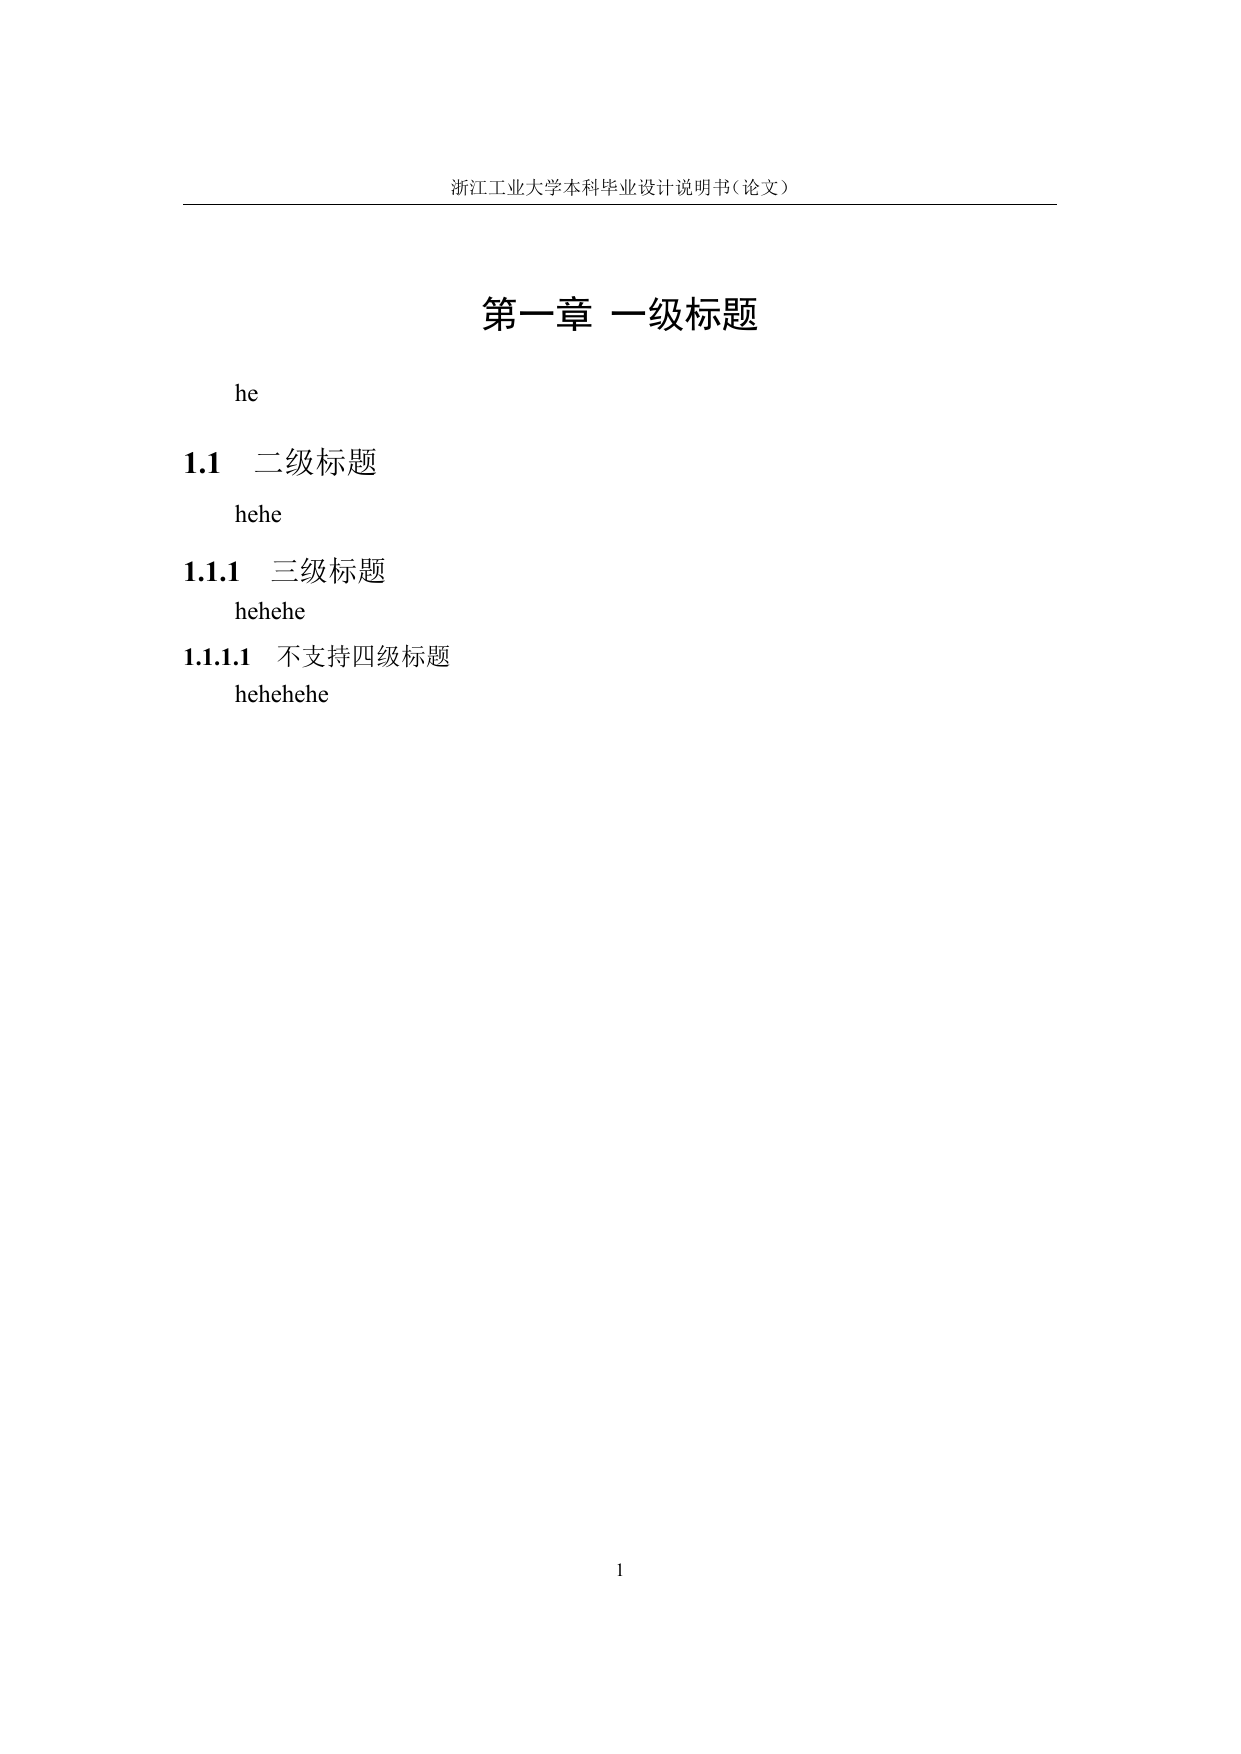 浙江工业大学本科毕业设计说明书（论文）
第一章 一级标题
he
1.1 二级标题
hehe
1.1.1 三级标题
hehehe
1.1.1.1 不支持四级标题
hehehehe
1